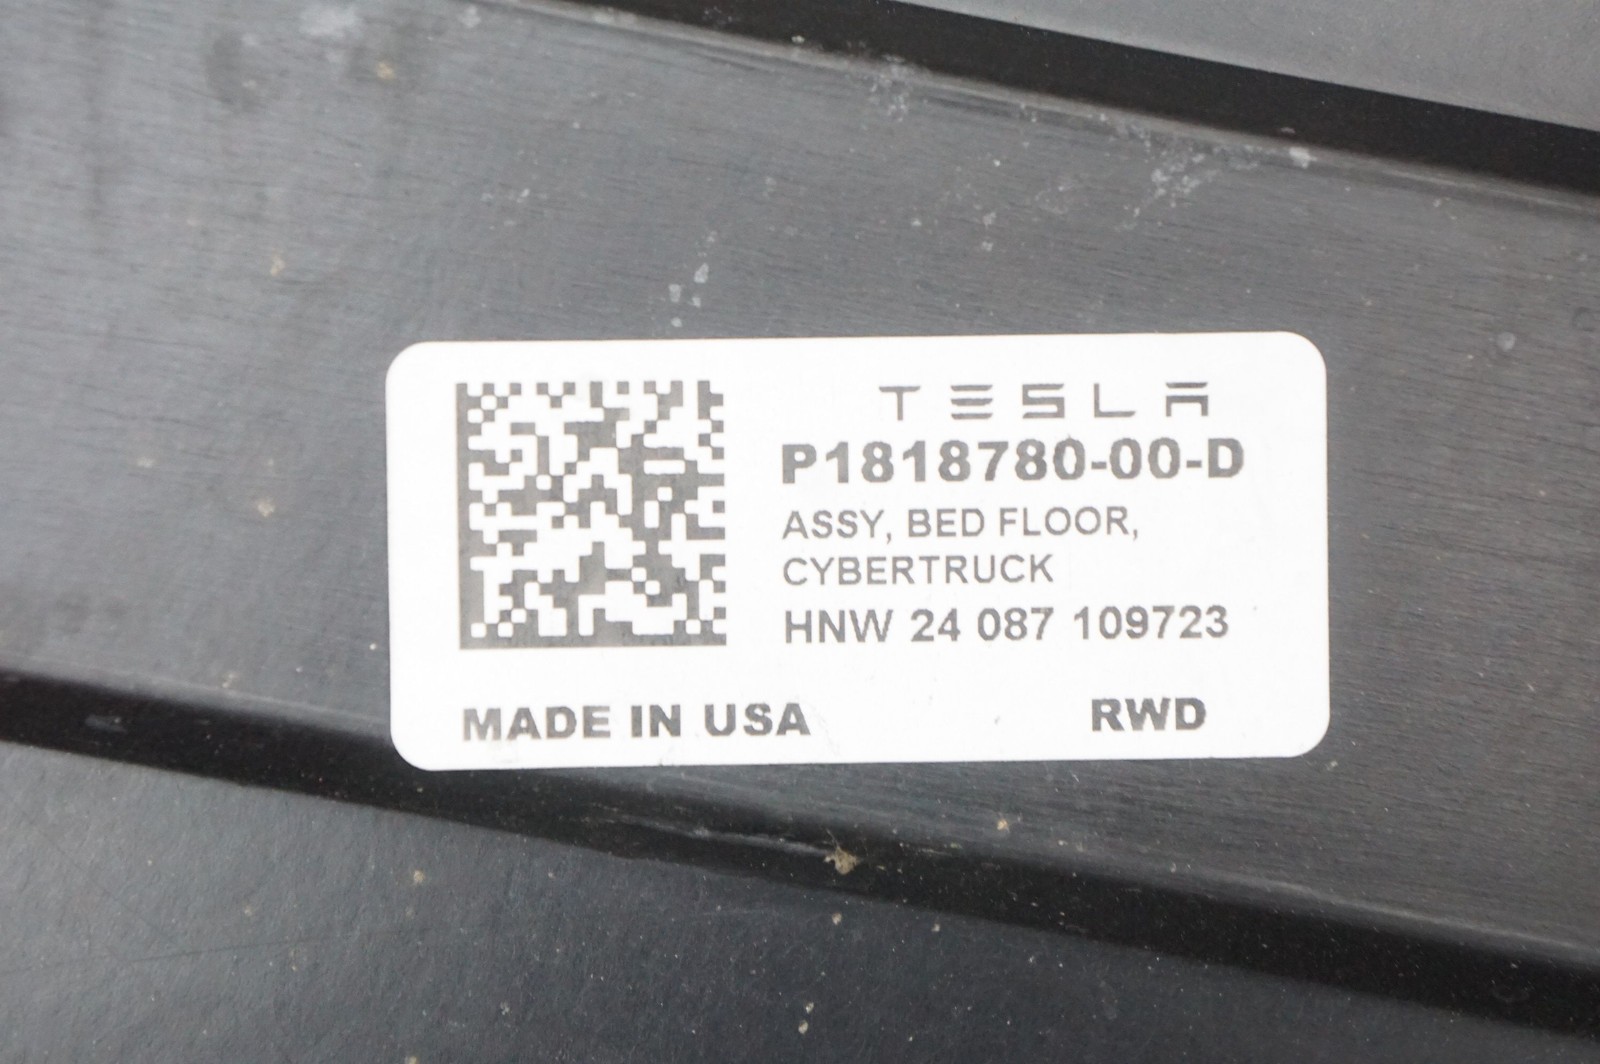 TESLA
P1818780-00-D
ASSY, BED FLOOR,
CYBERTRUCK
HNW 24 087 109723
MADE IN USA RWD